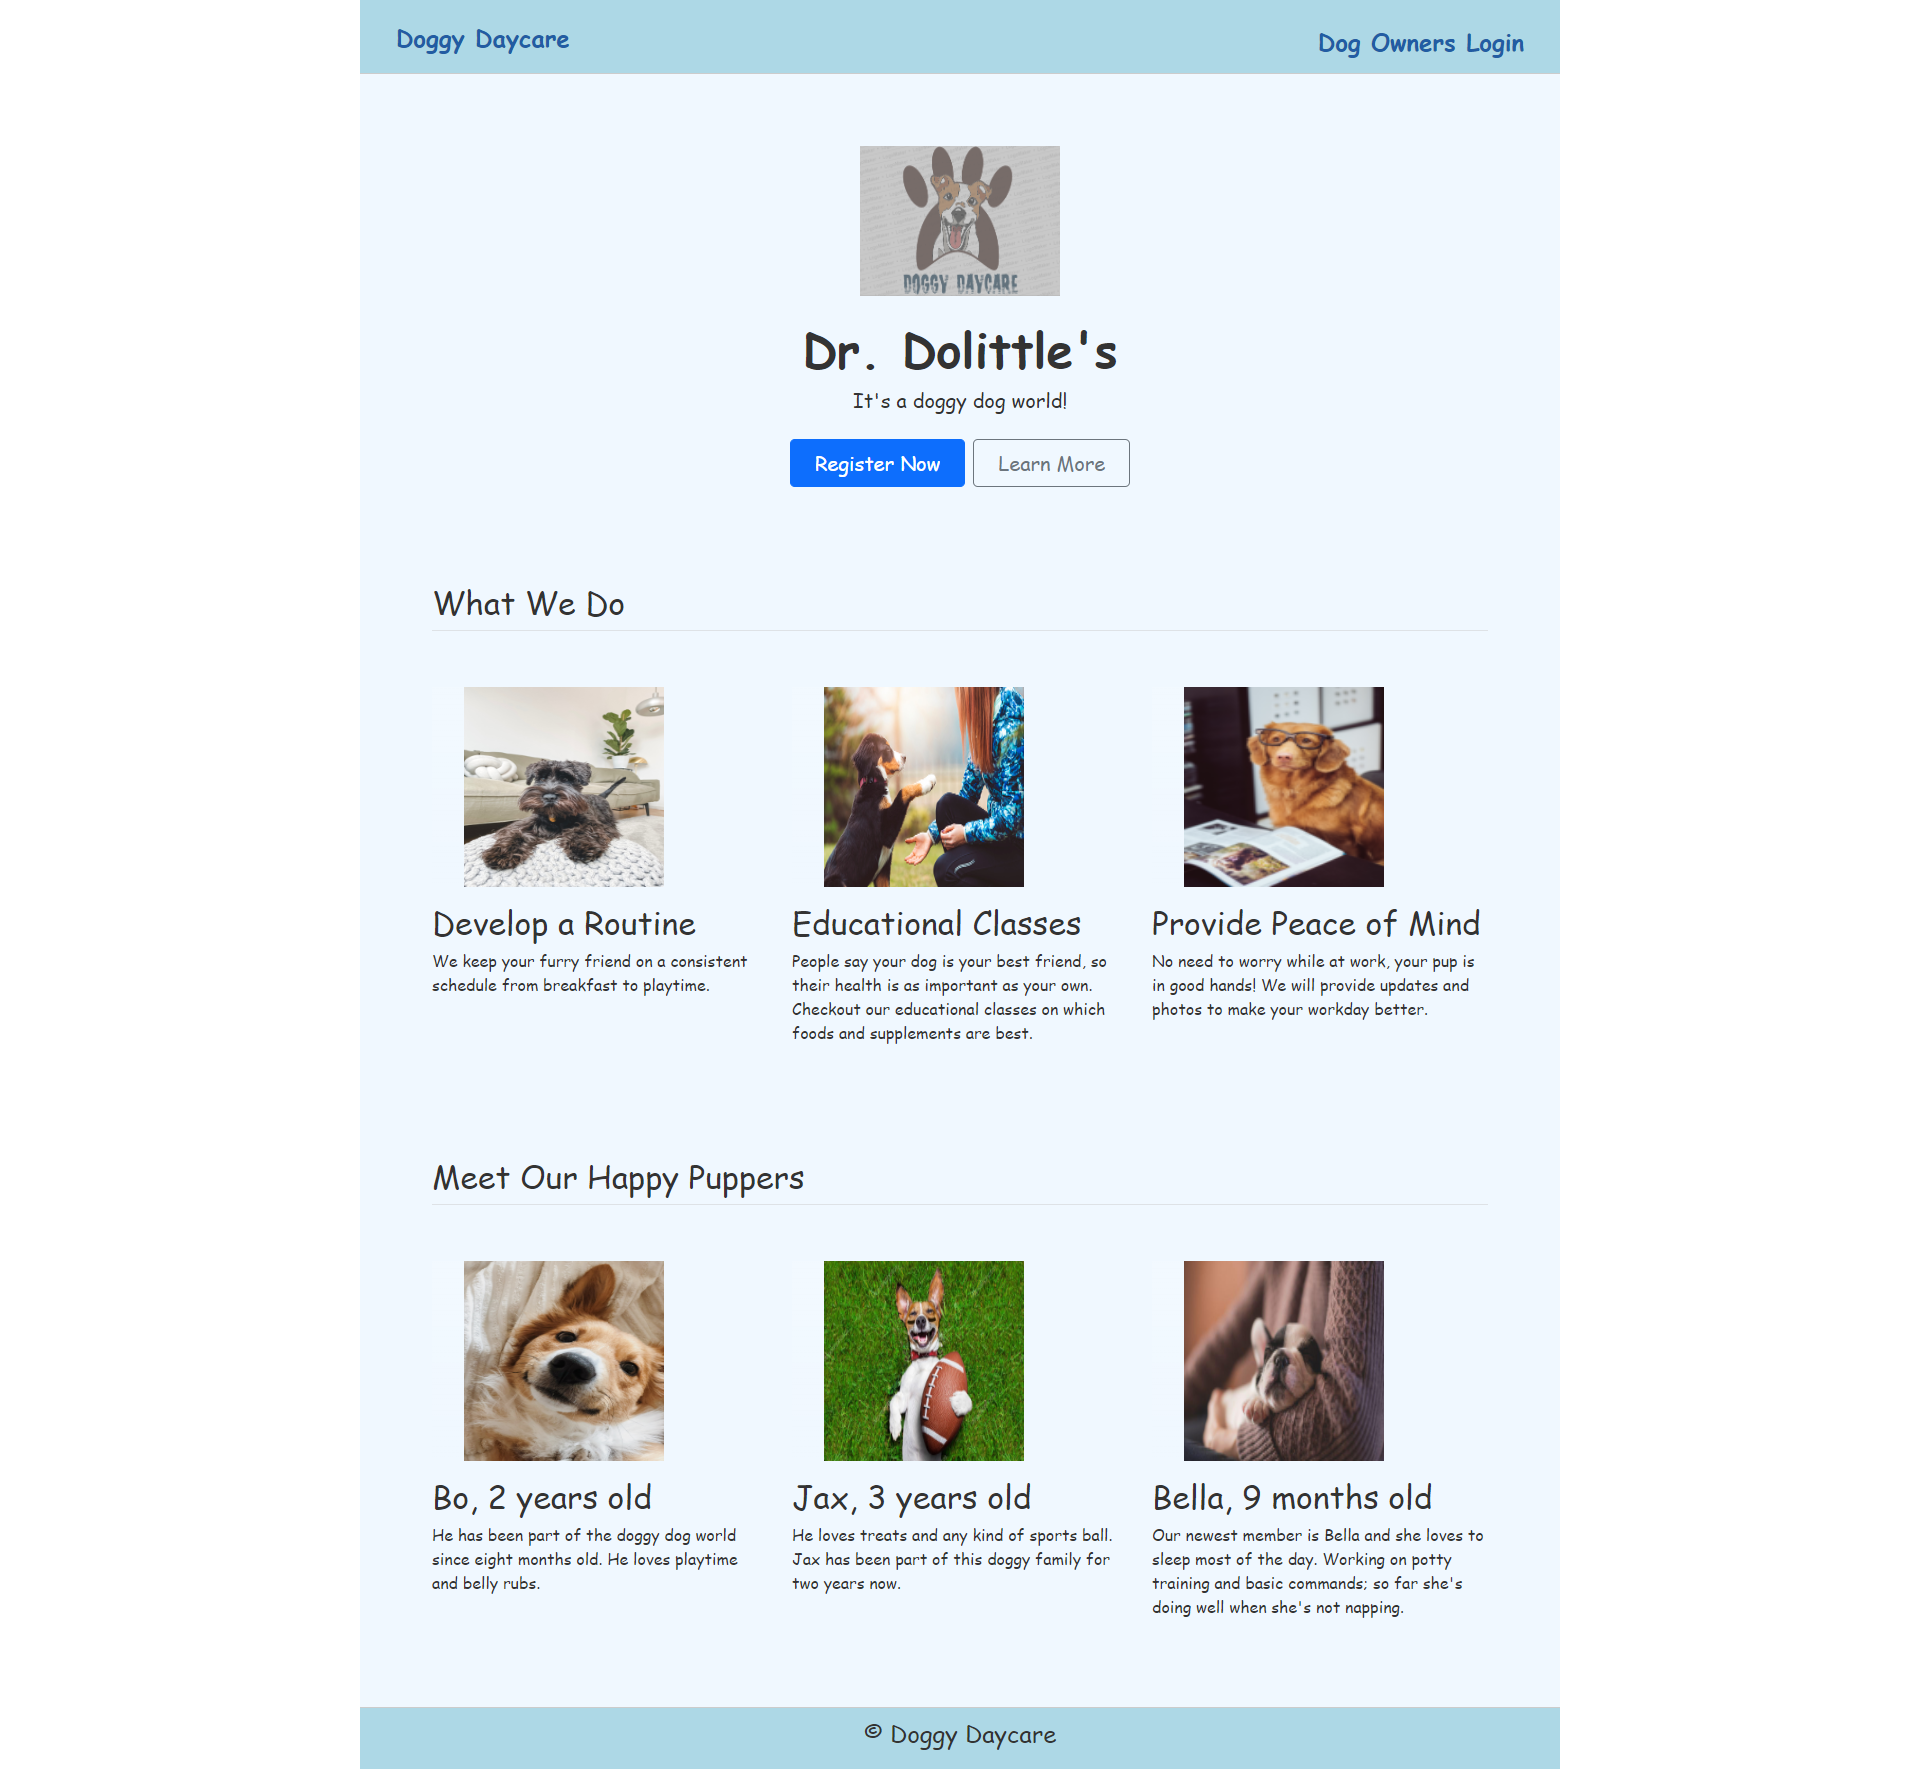 Doggy Daycare
Dog Owners Login
DOGGY DAYCARE
Dr. Dolittle's
It's a doggy dog world!
Register Now
Learn More
What We Do
Develop a Routine
We keep your furry friend on a consistent
schedule from breakfast to playtime.
Educational Classes
People say your dog is your best friend, so
their health is as important as your own.
Checkout our educational classes on which
foods and supplements are best.
Provide Peace of Mind
No need to worry while at work, your pup is
in good hands! We will provide updates and
photos to make your workday better.
Meet Our Happy Puppers
Bo, 2 years old
He has been part of the doggy dog world
since eight months old. He loves playtime
and belly rubs.
Jax, 3 years old
He loves treats and any kind of sports ball.
Jax has been part of this doggy family for
two years now.
Bella, 9 months old
Our newest member is Bella and she loves to
sleep most of the day. Working on potty
training and basic commands; so far she's
doing well when she's not napping.
© Doggy Daycare